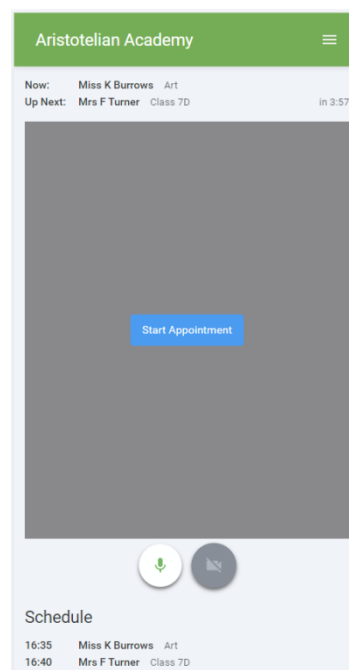 Aristotelian Academy
Now: Miss K Burrows Art
Up Next: Mrs F Turner Class 7D in 3:57
Start Appointment
Schedule
16:35 Miss K Burrows Art
16:40 Mrs F Turner Class 7D